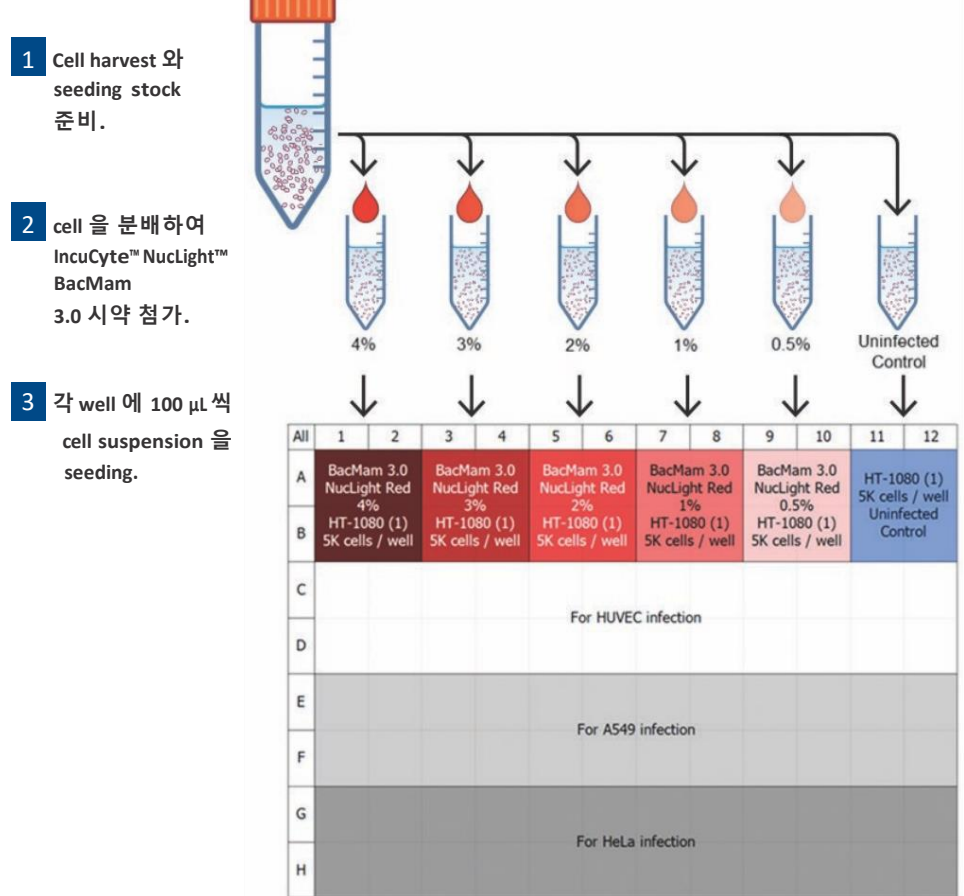 1 Cell harvest 와
seeding stock
준비.
2 cell 을 분배하여
IncuCyte™ NucLight™
BacMam
3.0 시약 첨가.
3 각 well 에 100 µL 씩
cell suspension 을
seeding.
4% 3% 2% 1% 0.5% Uninfected
Control
All 1 2 3 4 5 6 7 8 9 10 11 12
A
B
BacMam 3.0
NucLight Red
4%
HT-1080 (1)
5K cells / well
BacMam 3.0
NucLight Red
3%
HT-1080 (1)
5K cells / well
BacMam 3.0
NucLight Red
2%
HT-1080 (1)
5K cells / well
BacMam 3.0
NucLight Red
1%
HT-1080 (1)
5K cells / well
BacMam 3.0
NucLight Red
0.5%
HT-1080 (1)
5K cells / well
HT-1080 (1)
5K cells / well
Uninfected
Control
C
For HUVEC infection
D
E
For A549 infection
F
G
For HeLa infection
H